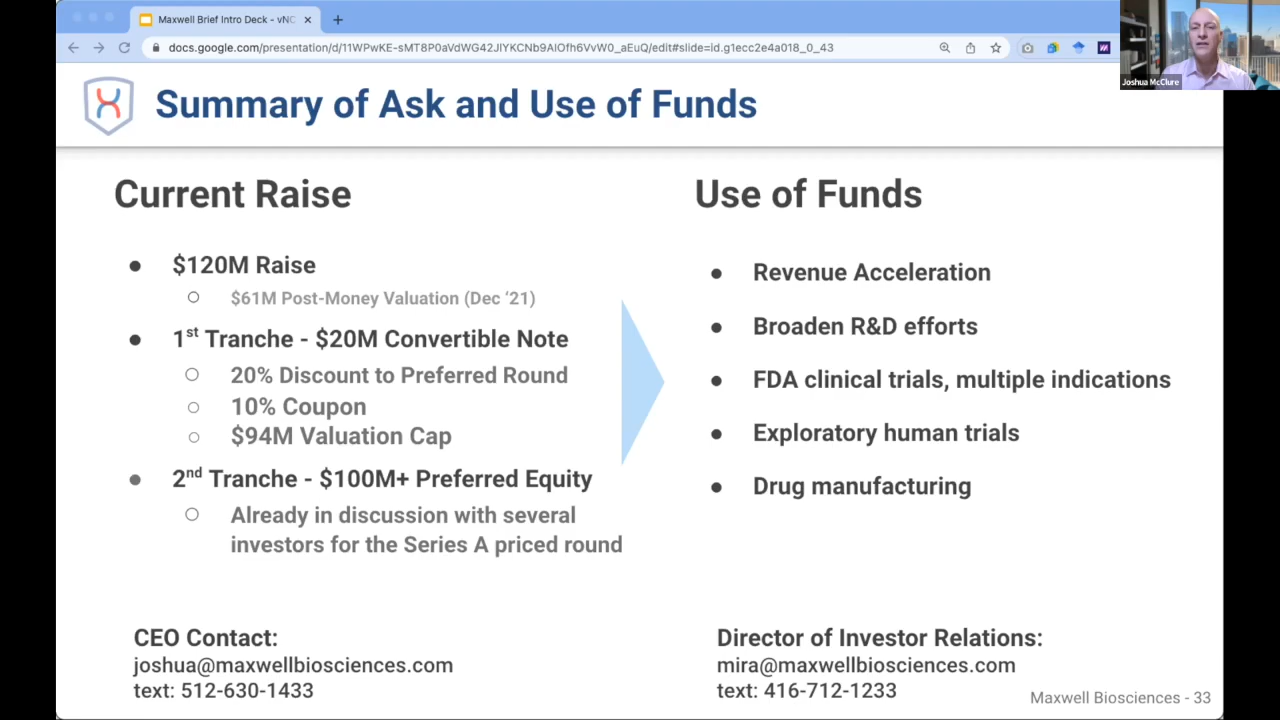 Maxwell Brief Intro Deck - vNC
docs.google.com/presentation/d/11WPwKE-sMT8P0aVdWG42JIYKCNb9AIOfh6VvW0_aEuQ/edit#slide=id.g1ecc2e4a018_0_43
Joshua McClure
Summary of Ask and Use of Funds
Current Raise
● $120M Raise
○ $61M Post-Money Valuation (Dec ‘21)
● 1st Tranche - $20M Convertible Note
○ 20% Discount to Preferred Round
○ 10% Coupon
○ $94M Valuation Cap
● 2nd Tranche - $100M+ Preferred Equity
○ Already in discussion with several
investors for the Series A priced round
Use of Funds
● Revenue Acceleration
● Broaden R&D efforts
● FDA clinical trials, multiple indications
● Exploratory human trials
● Drug manufacturing
CEO Contact:
joshua@maxwellbiosciences.com
text: 512-630-1433
Director of Investor Relations:
mira@maxwellbiosciences.com
text: 416-712-1233
Maxwell Biosciences - 33